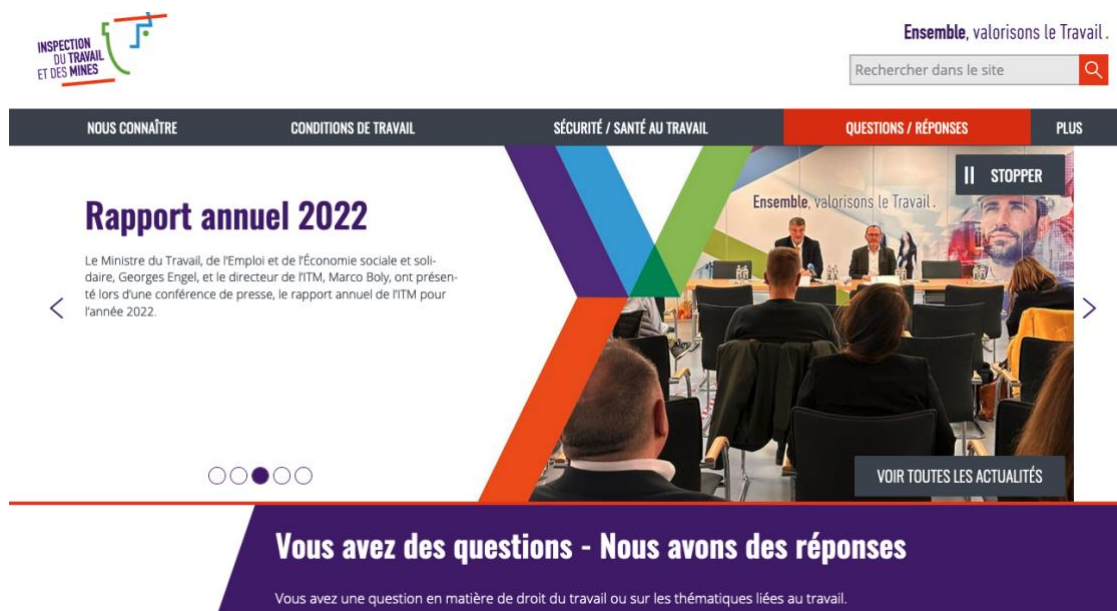 INSPECTION
DU TRAVAIL
ET DES MINES
Ensemble, valorisons le Travail.
Rechercher dans le site
NOUS CONNAÎTRE
CONDITIONS DE TRAVAIL
SÉCURITÉ / SANTÉ AU TRAVAIL
QUESTIONS / RÉPONSES
PLUS
STOPPER
Ensemble, valorisons le Travail.
Rapport annuel 2022
Le Ministre du Travail, de l'Emploi et de l'Économie sociale et soli-
daire, Georges Engel, et le directeur de l'ITM, Marco Boly, ont présen-
té lors d'une conférence de presse, le rapport annuel de l'ITM pour
l'année 2022.
VOIR TOUTES LES ACTUALITÉS
Vous avez des questions - Nous avons des réponses
Vous avez une question en matière de droit du travail ou sur les thématiques liées au travail.